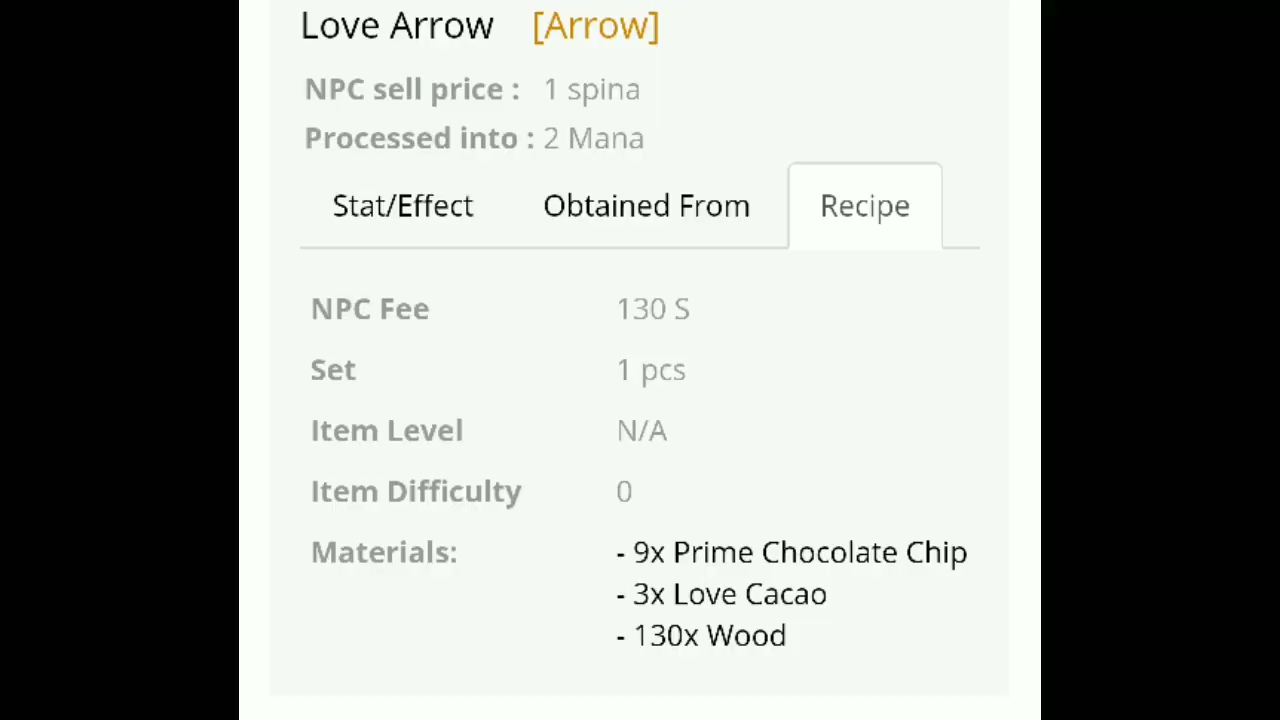 Love Arrow [Arrow]
NPC sell price : 1 spina
Processed into : 2 Mana
Stat/Effect Obtained From Recipe
NPC Fee 130 S
Set 1 pcs
Item Level N/A
Item Difficulty 0
Materials: - 9x Prime Chocolate Chip
- 3x Love Cacao
- 130x Wood